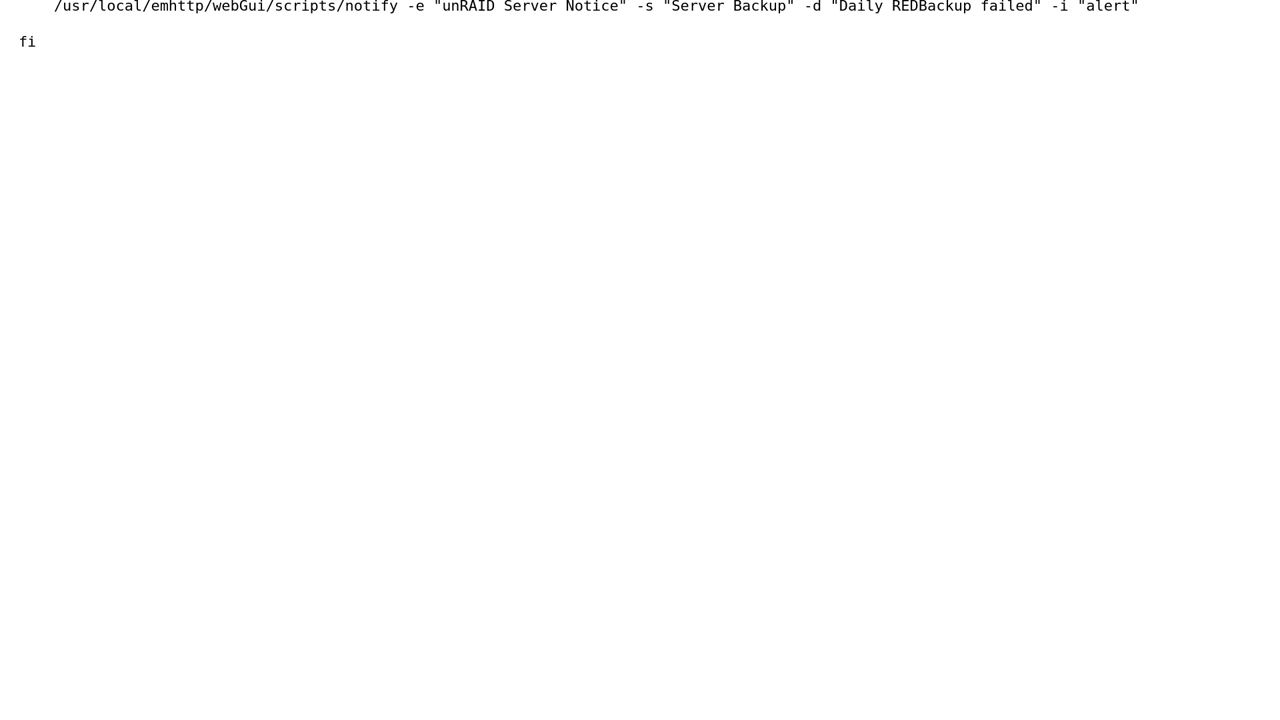 /usr/local/emhttp/webGui/scripts/notify -e "unRAID Server Notice" -s "Server Backup" -d "Daily REDBackup failed" -i "alert"
fi